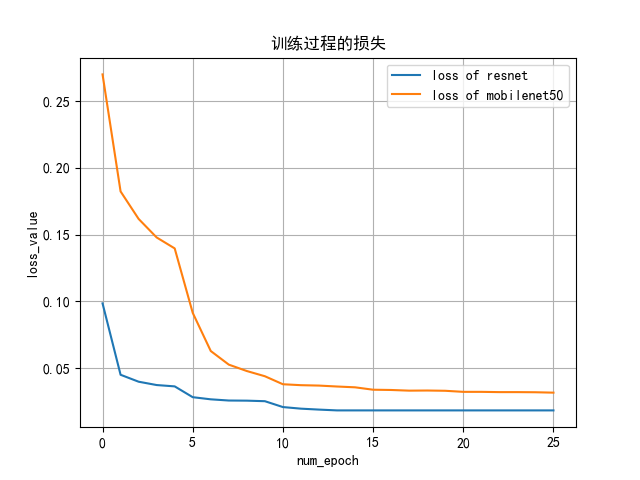 训练过程的损失
loss of resnet
loss of mobilenet50
loss_value
0.25
0.20
0.15
0.10
0.05
0 5 10 15 20 25
num_epoch